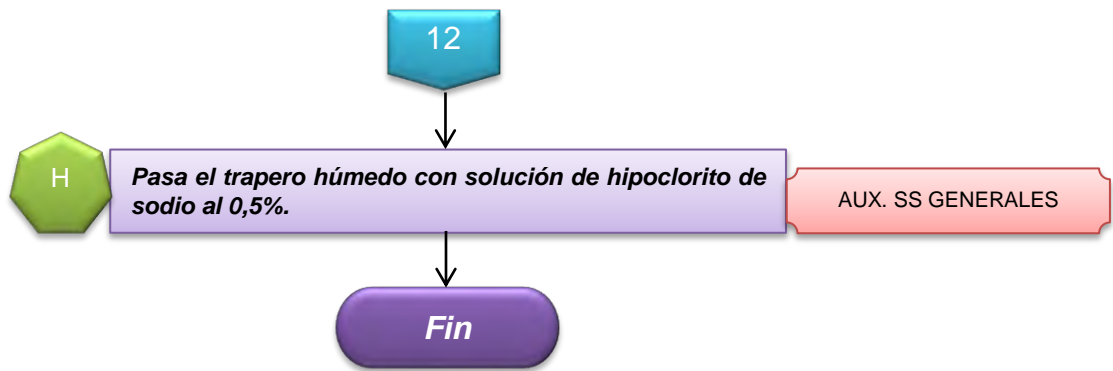 12
H
Pasa el trapero húmedo con solución de hipoclorito de
sodio al 0,5%.
AUX. SS GENERALES
Fin